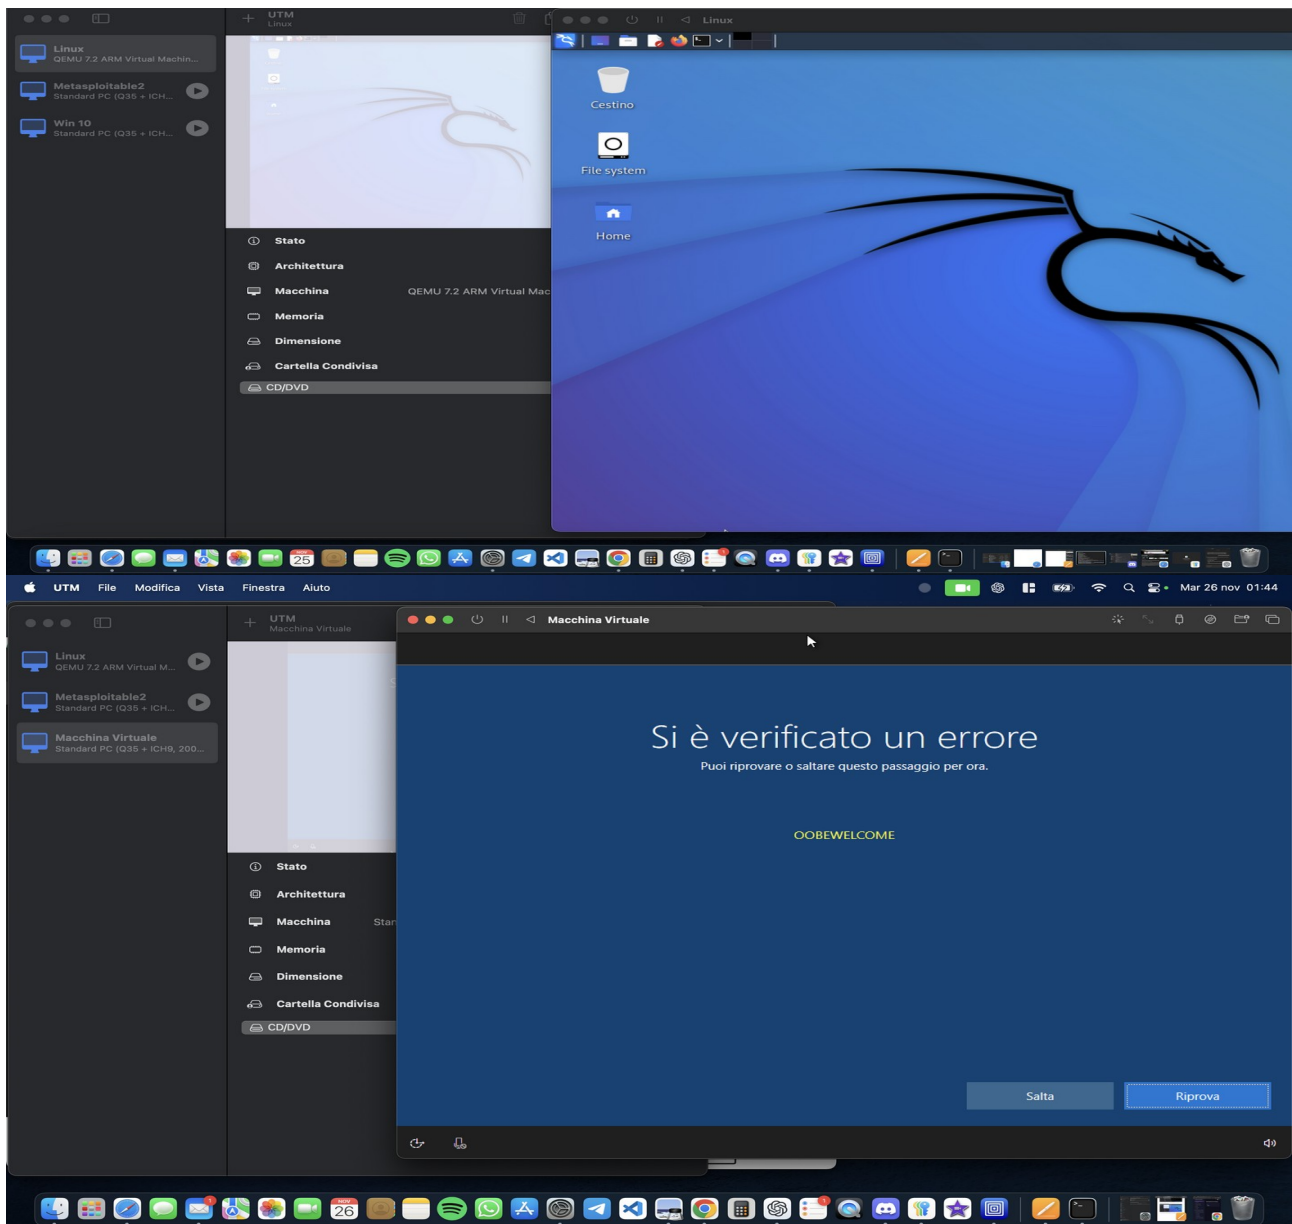 UTM
Linux
Linux
Linux
QEMU 7.2 ARM Virtual Machin...
Metasploitable2
Standard PC (Q35 + ICH...
Win 10
Standard PC (Q35 + ICH...
Cestino
File system
Home
Stato
Architettura
Macchina QEMU 7.2 ARM Virtual Mac
Memoria
Dimensione
Cartella Condivisa
CD/DVD
NOV
25
UTM File Modifica Vista Finestra Aiuto Mar 26 nov 01:44
UTM
Macchina Virtuale
Macchina Virtuale
Linux
QEMU 7.2 ARM Virtual M...
Metasploitable2
Standard PC (Q35 + ICH...
Macchina Virtuale
Standard PC (Q35 + ICH9, 200...
Si è verificato un errore
Puoi riprovare o saltare questo passaggio per ora.
OOBEWELCOME
Stato
Architettura
Macchina Stan
Memoria
Dimensione
Cartella Condivisa
CD/DVD
Salta Riprova
NOV
26